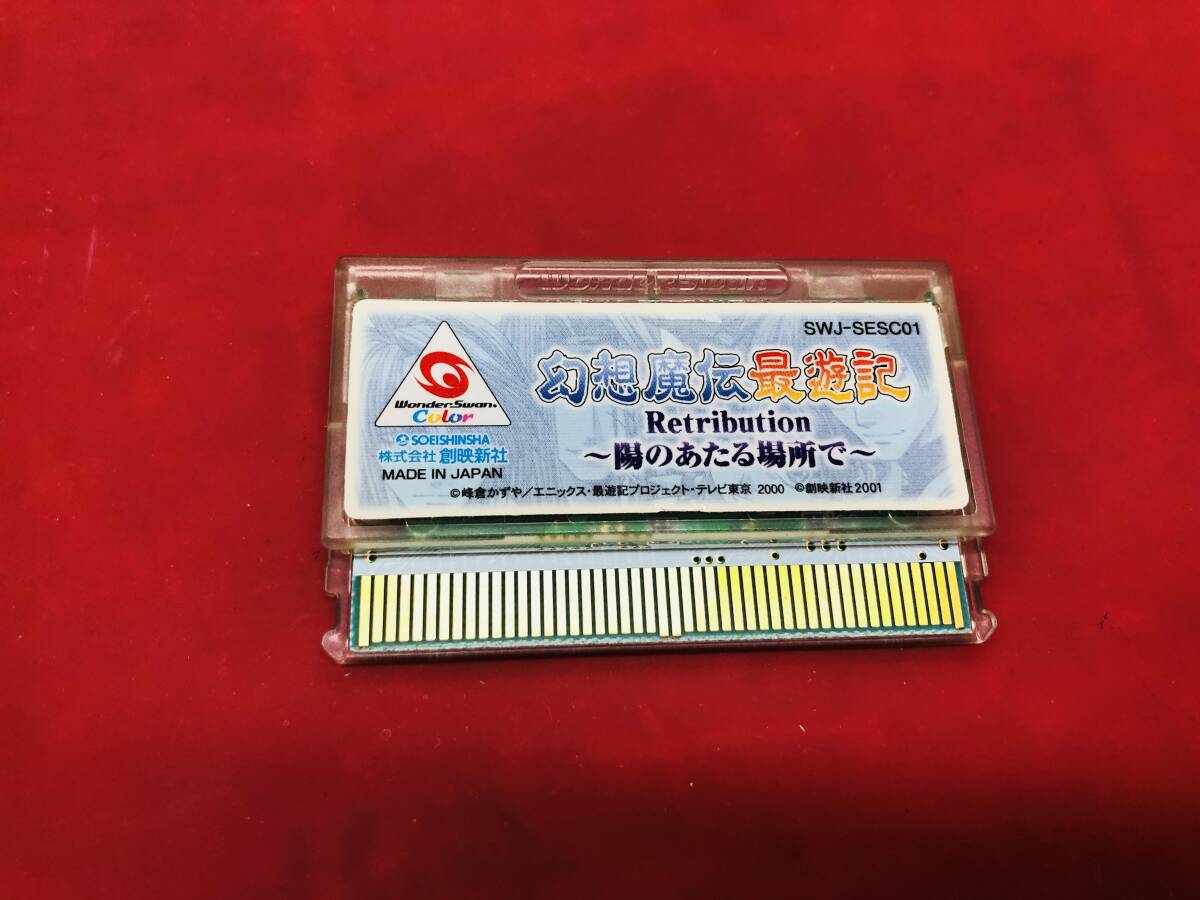 WonderSwan
SWJ-SESC01
幻想魔伝最遊記
Retribution
～陽のあたる場所で～
WonderSwan.
Color
SOEISHINSHA
株式会社 創映新社
MADE IN JAPAN
©峰倉かずや/エニックス・最遊記プロジェクト・テレビ東京 2000 ©創映新社2001